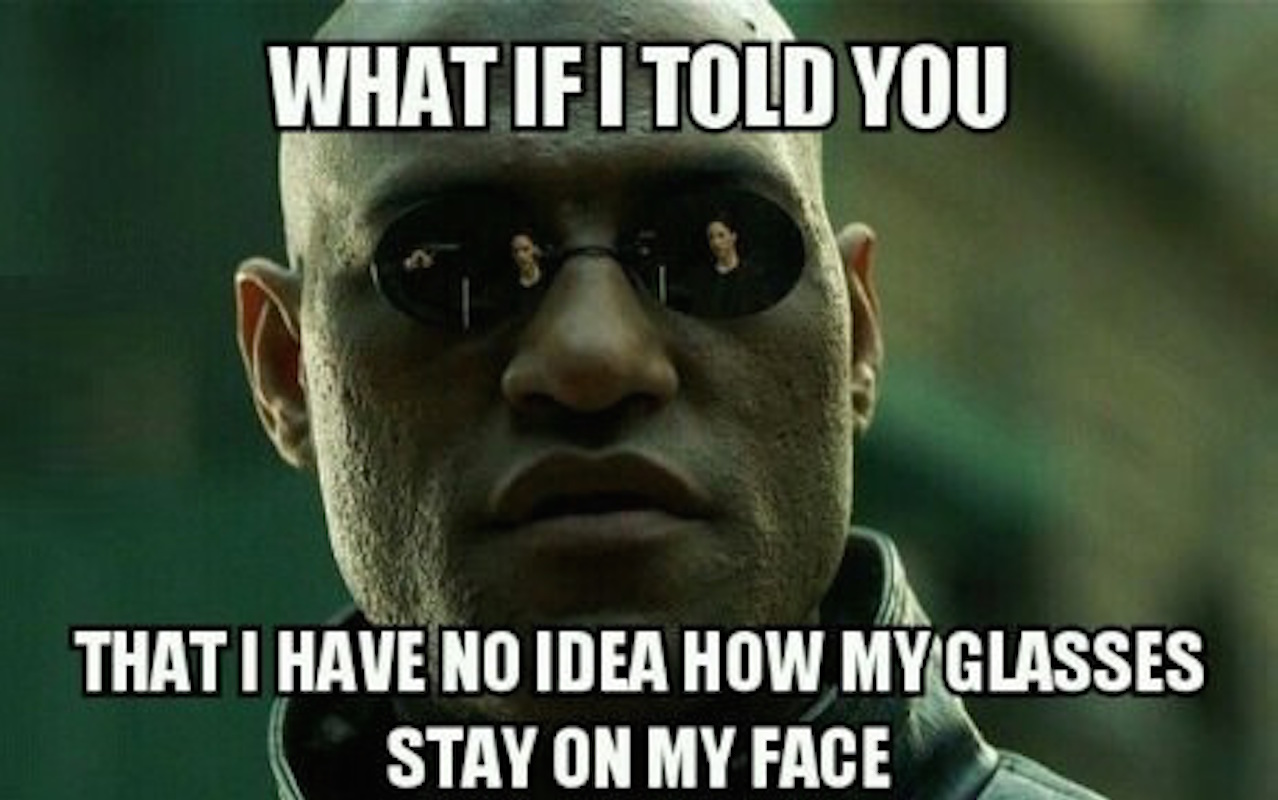 WHAT IF I TOLD YOU
THAT I HAVE NO IDEA HOW MY GLASSES
STAY ON MY FACE